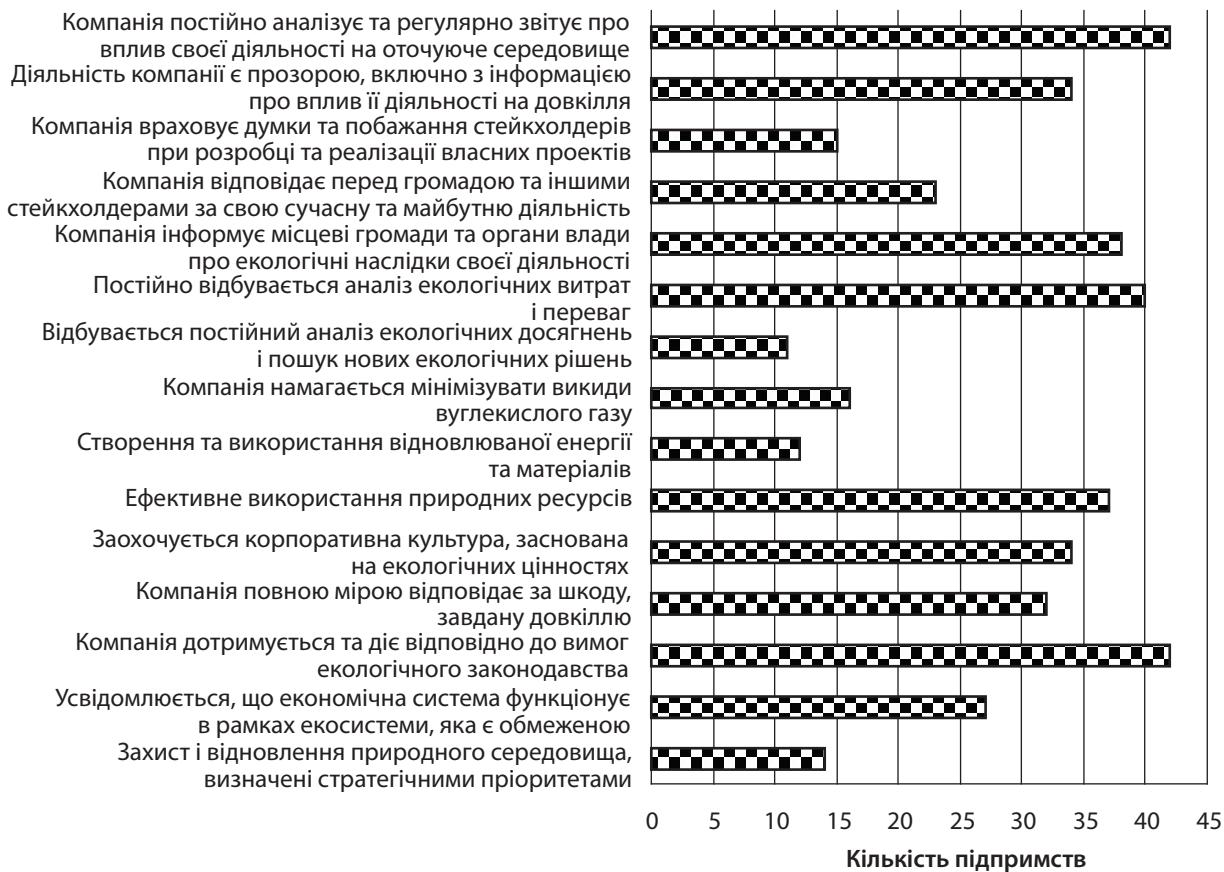 Компанія постійно аналізує та регулярно звітує про
вплив своєї діяльності на оточуюче середовище
Діяльність компанії є прозорою, включно з інформацією
про вплив її діяльності на довкілля
Компанія враховує думки та побажання стейкхолдерів
при розробці та реалізації власних проектів
Компанія відповідає перед громадою та іншими
стейкхолдерами за свою сучасну та майбутню діяльність
Компанія інформує місцеві громади та органи влади
про екологічні наслідки своєї діяльності
Постійно відбувається аналіз екологічних витрат
і переваг
Відбувається постійний аналіз екологічних досягнень
і пошук нових екологічних рішень
Компанія намагається мінімізувати викиди
вуглекислого газу
Створення та використання відновлюваної енергії
та матеріалів
Ефективне використання природних ресурсів
Заохочується корпоративна культура, заснована
на екологічних цінностях
Компанія повною мірою відповідає за шкоду,
завдану довкіллю
Компанія дотримується та діє відповідно до вимог
екологічного законодавства
Усвідомлюється, що економічна система функціонує
в рамках екосистеми, яка є обмеженою
Захист і відновлення природного середовища,
визначені стратегічними пріоритетами
0 5 10 15 20 25 30 35 40 45
Кількість підпримств